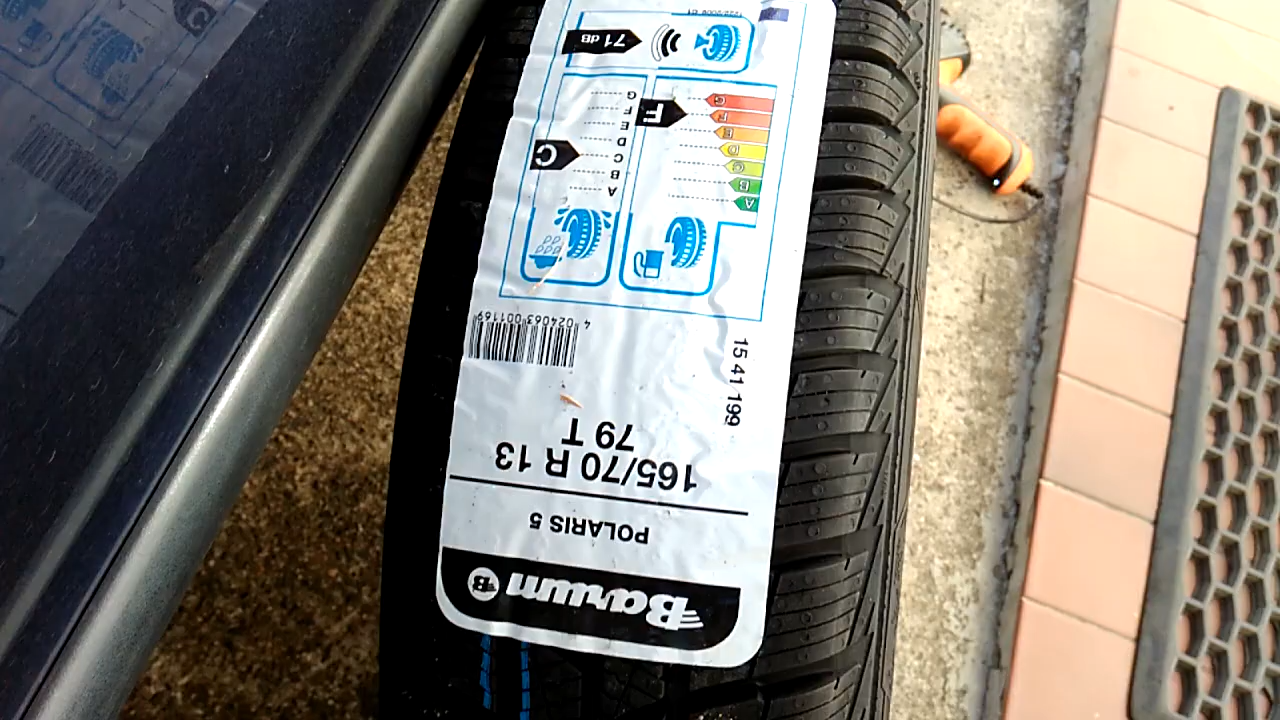 Barum B
POLARIS 5
165/70 R 13
79 T
15 41 199
4 024063 001169
A
B
C
D
E
F
G
F
A
B
C
D
E
F
G
C
71 dB